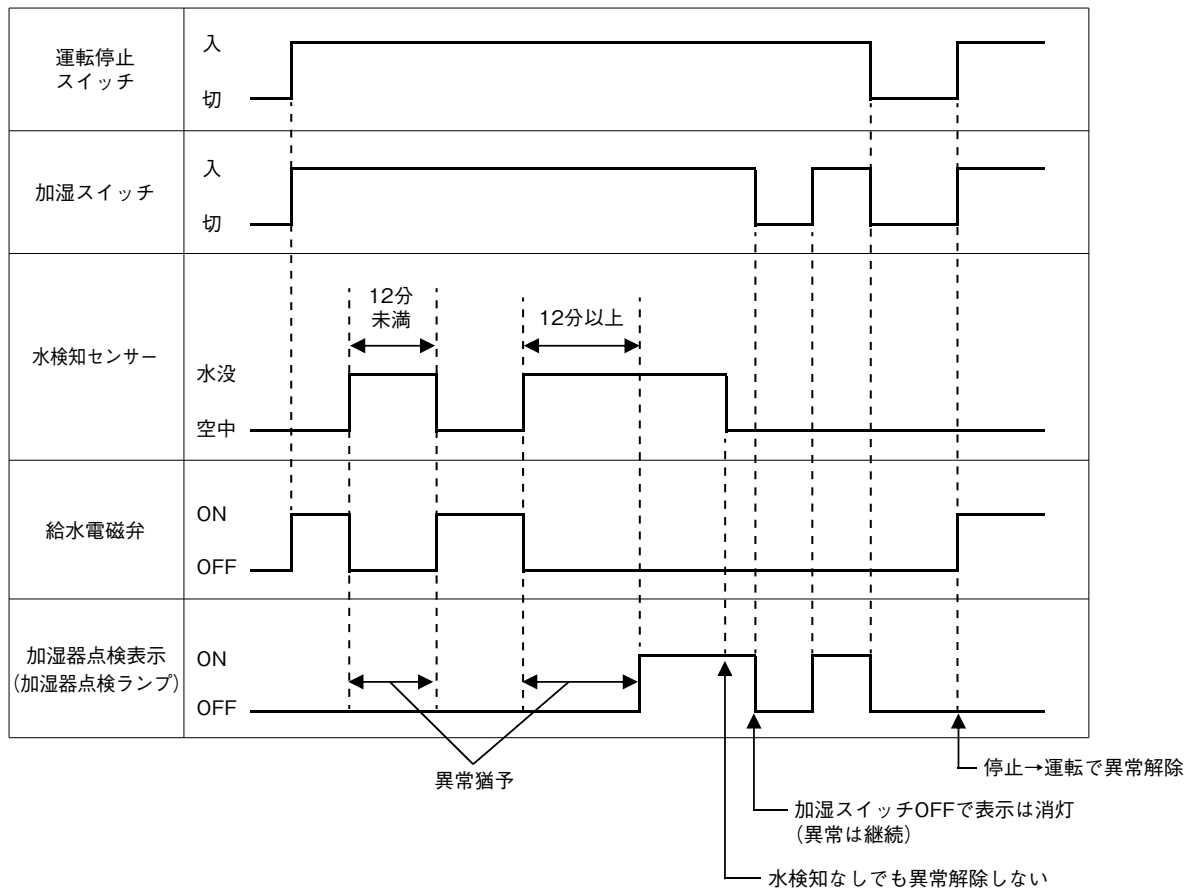 運転停止
スイッチ
入
切
加湿スイッチ
入
切
水検知センサー
12分
未満
12分以上
水没
空中
給水電磁弁
ON
OFF
加湿器点検表示
(加湿器点検ランプ)
ON
OFF
異常猶予
停止→運転で異常解除
加湿スイッチOFFで表示は消灯
(異常は継続)
水検知なしでも異常解除しない